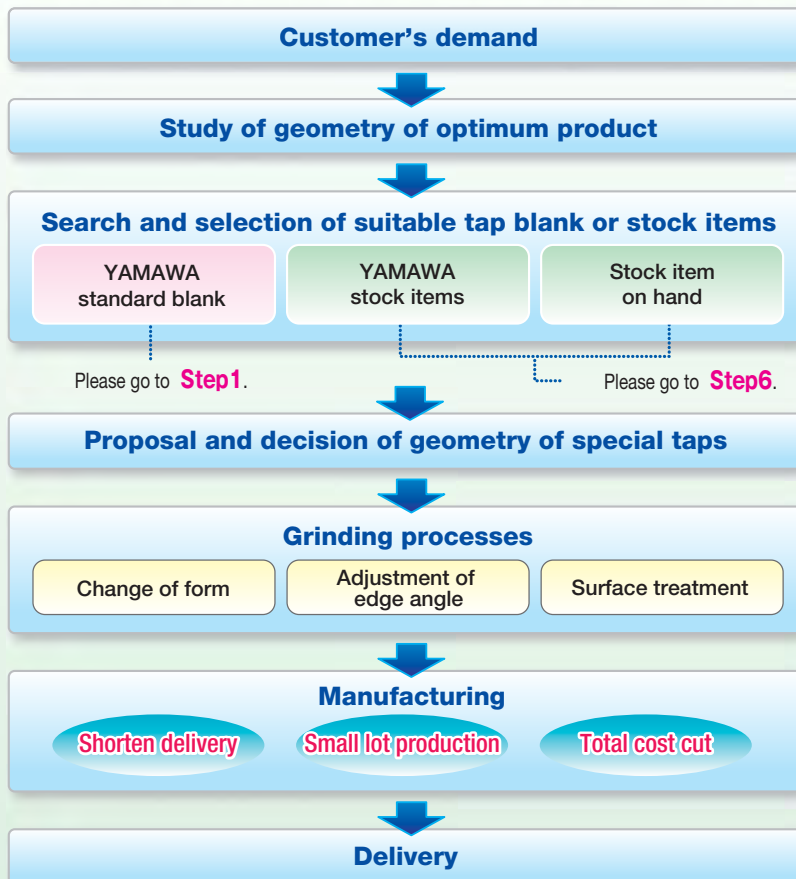 Customer's demand
Study of geometry of optimum product
Search and selection of suitable tap blank or stock items
YAMAWA
standard blank
YAMAWA
stock items
Stock item
on hand
Please go to Step1.
Please go to Step6.
Proposal and decision of geometry of special taps
Grinding processes
Change of form
Adjustment of
edge angle
Surface treatment
Manufacturing
Shorten delivery
Small lot production
Total cost cut
Delivery